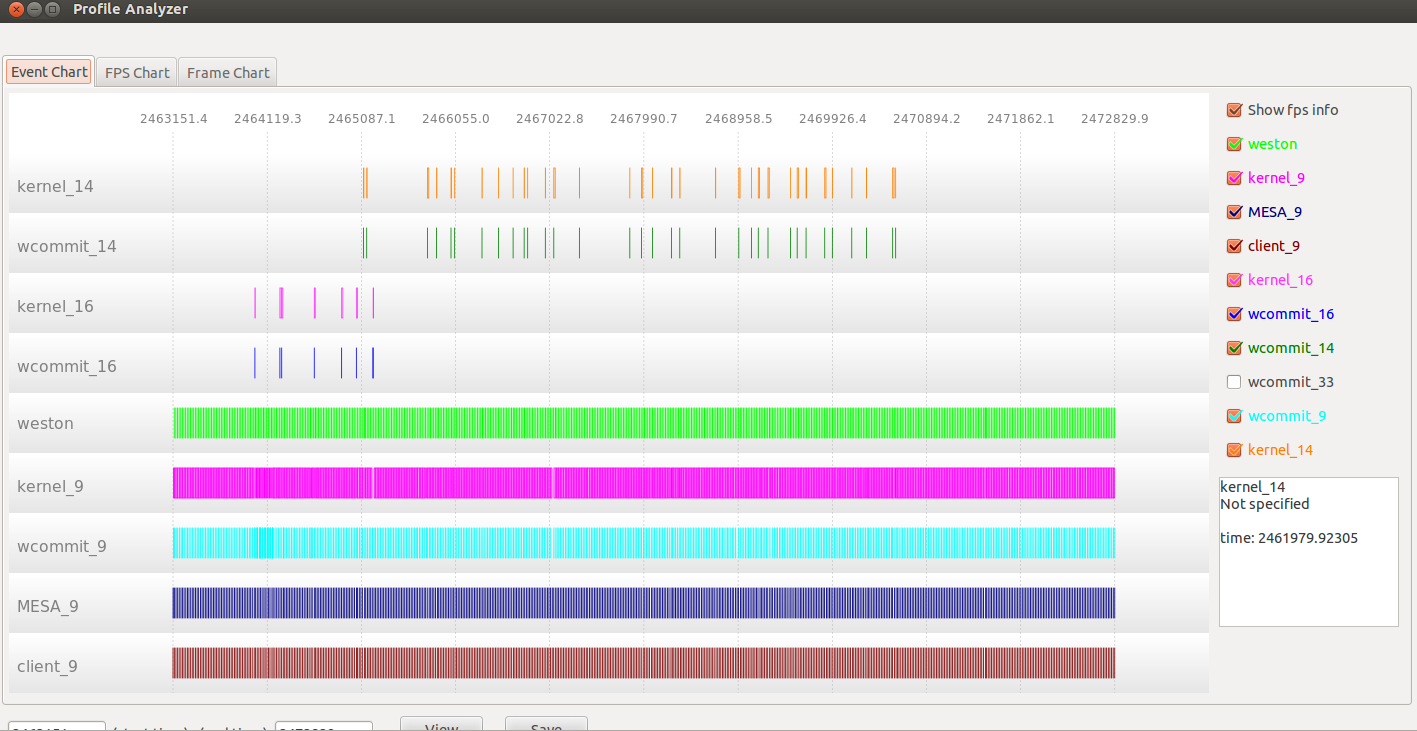 Profile Analyzer
Event Chart FPS Chart Frame Chart
2463151.4 2464119.3 2465087.1 2466055.0 2467022.8 2467990.7 2468958.5 2469926.4 2470894.2 2471862.1 2472829.9
kernel_14
wcommit_14
kernel_16
wcommit_16
weston
kernel_9
wcommit_9
MESA_9
client_9
Show fps info
weston
kernel_9
MESA_9
client_9
kernel_16
wcommit_16
wcommit_14
wcommit_33
wcommit_9
kernel_14
kernel_14
Not specified
time: 2461979.92305
View Save